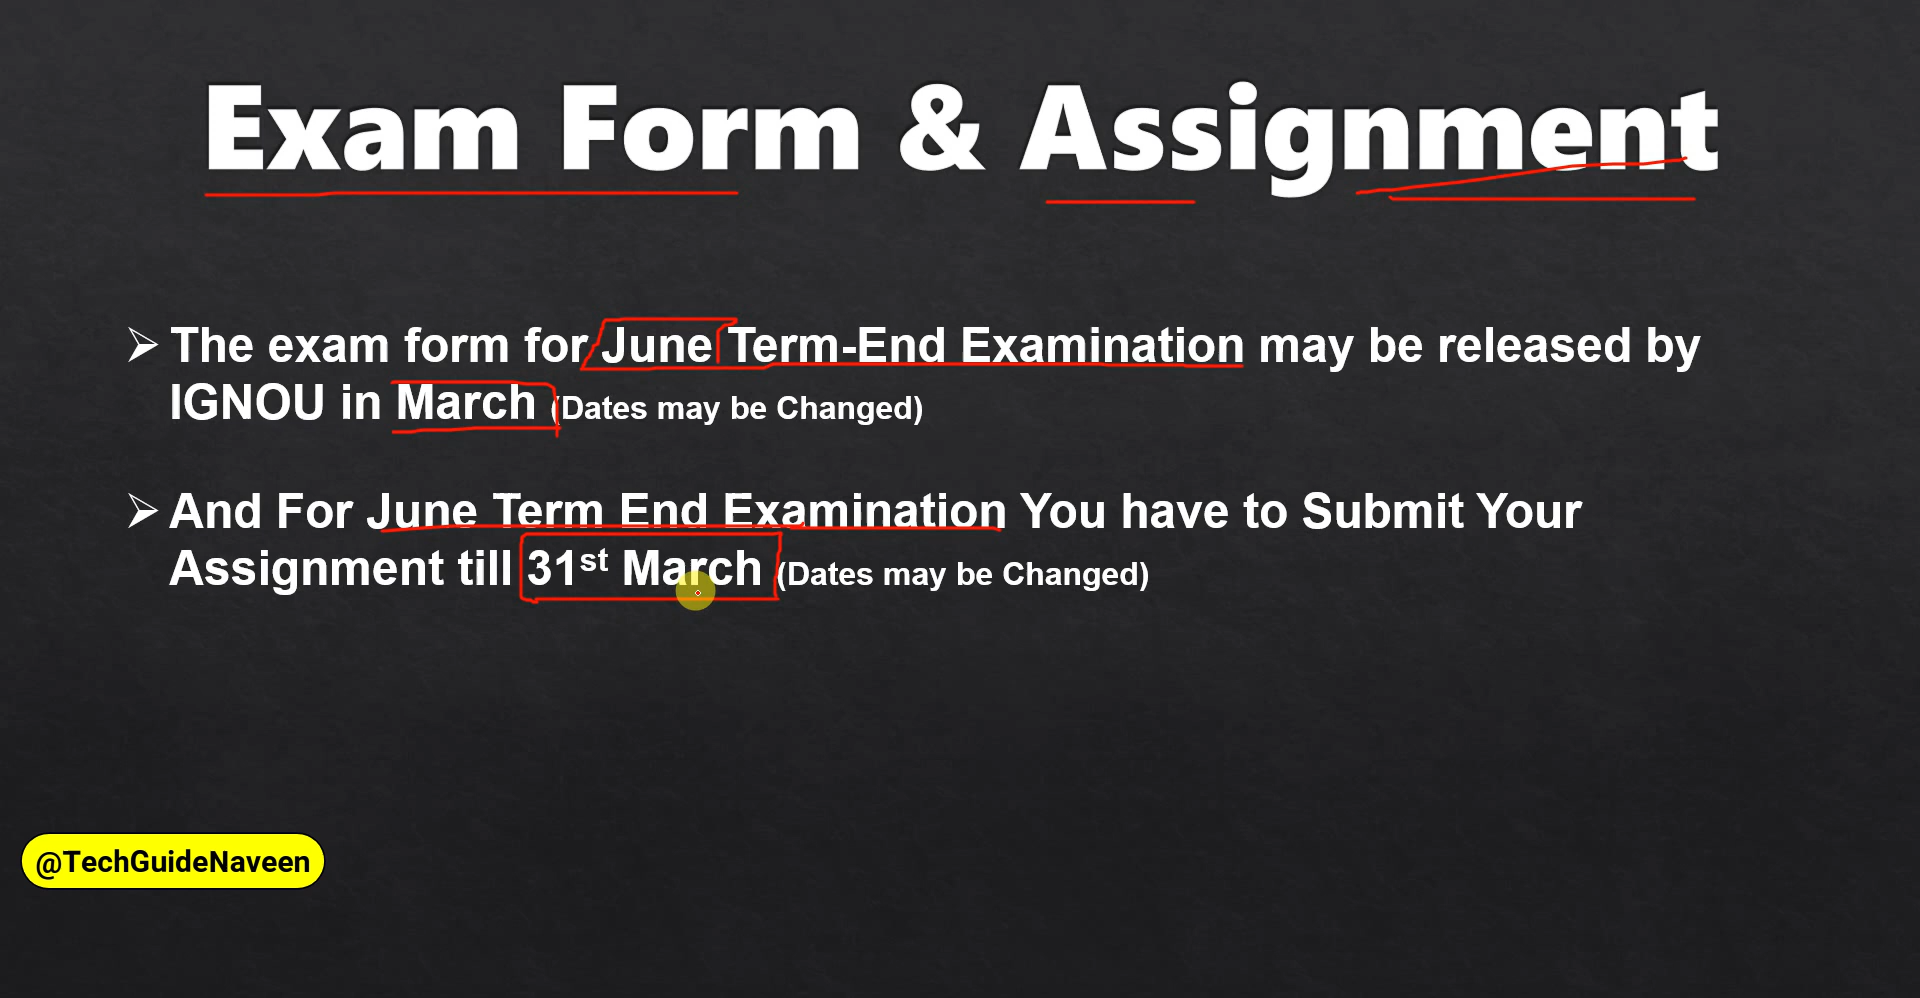 Exam Form & Assignment
The exam form for June Term-End Examination may be released by
IGNOU in March (Dates may be Changed)
And For June Term End Examination You have to Submit Your
Assignment till 31st March (Dates may be Changed)
@TechGuideNaveen